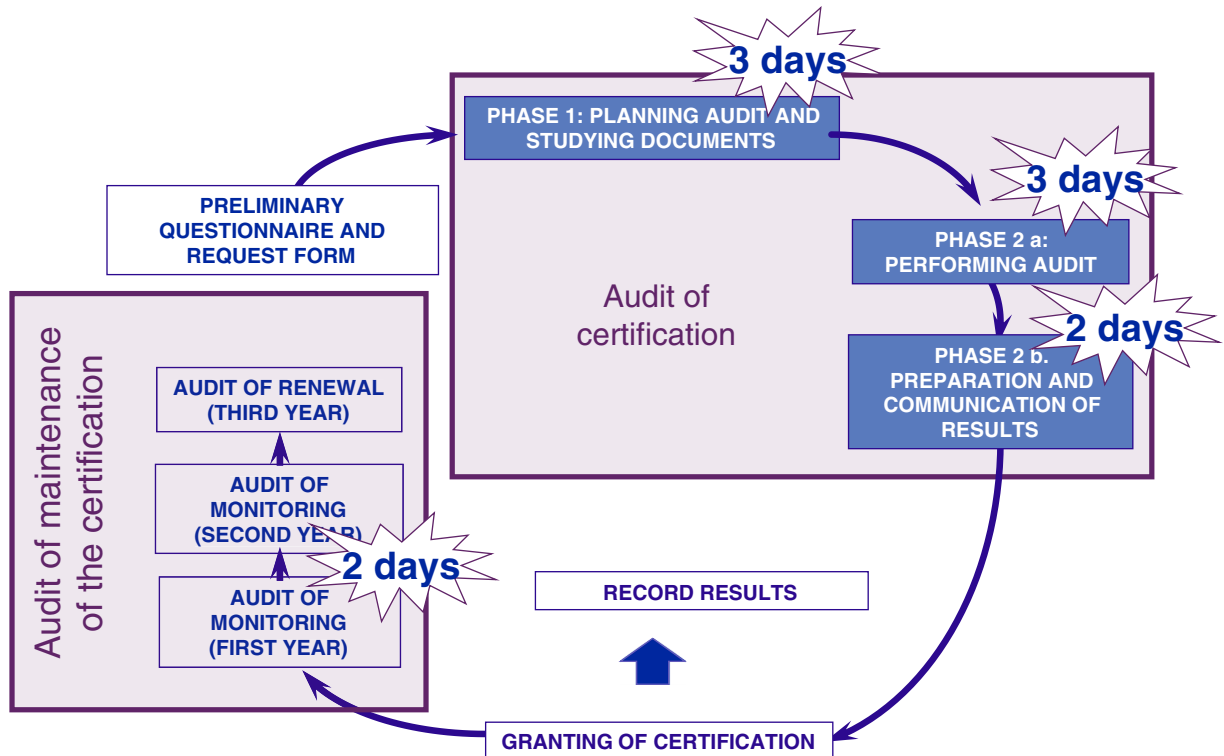 3 days
PHASE 1: PLANNING AUDIT AND
STUDYING DOCUMENTS
3 days
PRELIMINARY
QUESTIONNAIRE AND
REQUEST FORM
PHASE 2 a:
PERFORMING AUDIT
Audit of
certification
2 days
PHASE 2 b.
PREPARATION AND
COMMUNICATION OF
RESULTS
Audit of maintenance
of the certification
AUDIT OF RENEWAL
(THIRD YEAR)
AUDIT OF
MONITORING
(SECOND YEAR)
2 days
AUDIT OF
MONITORING
(FIRST YEAR)
RECORD RESULTS
GRANTING OF CERTIFICATION